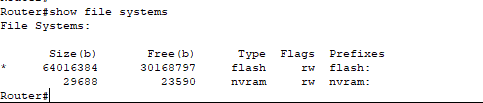 Router#show file systems
File Systems:
Size(b) Free(b) Type Flags Prefixes
* 64016384 30168797 flash rw flash:
29688 23590 nvram rw nvram:
Router#